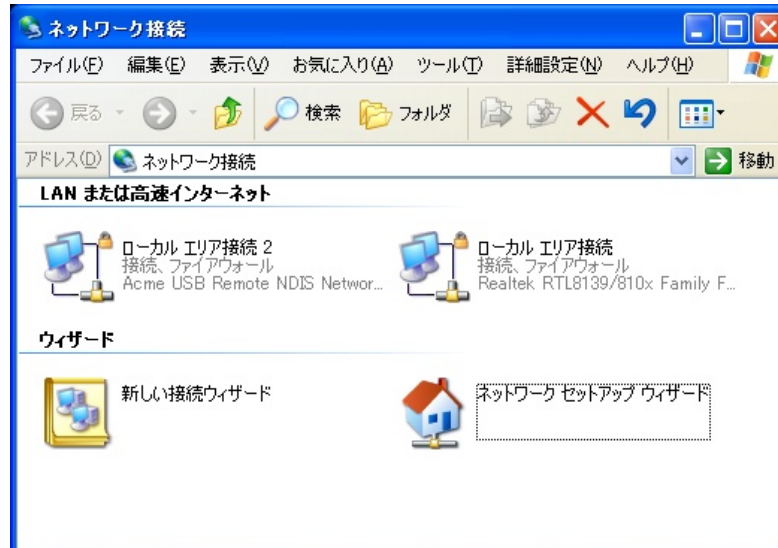 ネットワーク接続
ファイル(F) 編集(E) 表示(V) お気に入り(A) ツール(T) 詳細設定(N) ヘルプ(H)
戻る 検索 フォルダ
アドレス(D) ネットワーク接続 移動
LAN または高速インターネット
ローカル エリア接続 2
接続、ファイアウォール
Acme USB Remote NDIS Networ...
ローカル エリア接続
接続、ファイアウォール
Realtek RTL8139/810x Family F...
ウィザード
新しい接続ウィザード
ネットワーク セットアップ ウィザード